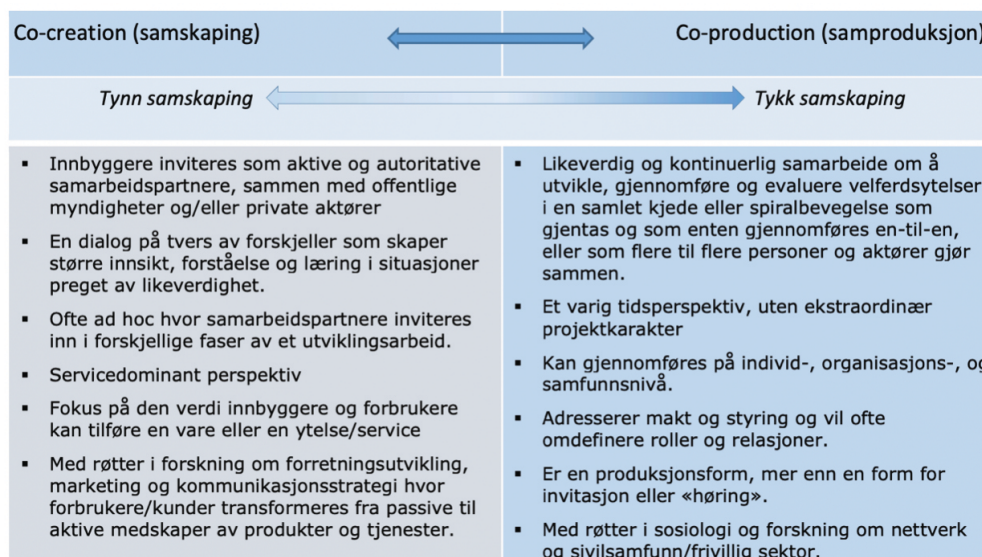 Co-creation (samskaping)
Co-production (samproduksjon)
Tynn samskaping
Tykk samskaping
▪ Innbyggere inviteres som aktive og autoritative
samarbeidspartnere, sammen med offentlige
myndigheter og/eller private aktører
▪ En dialog på tvers av forskjeller som skaper
større innsikt, forståelse og læring i situasjoner
preget av likeverdighet.
▪ Ofte ad hoc hvor samarbeidspartnere inviteres
inn i forskjellige faser av et utviklingsarbeid.
▪ Servicedominant perspektiv
▪ Fokus på den verdi innbyggere og forbrukere
kan tilføre en vare eller en ytelse/service
▪ Med røtter i forskning om forretningsutvikling,
marketing og kommunikasjonsstrategi hvor
forbrukere/kunder transformeres fra passive til
aktive medskaper av produkter og tjenester.
▪ Likeverdig og kontinuerlig samarbeide om å
utvikle, gjennomføre og evaluere velferdsytelser
i en samlet kjede eller spiralbevegelse som
gjentas og som enten gjennomføres en-til-en,
eller som flere til flere personer og aktører gjør
sammen.
▪ Et varig tidsperspektiv, uten ekstraordinær
projektkarakter
▪ Kan gjennomføres på individ-, organisasjons-, og
samfunnsnivå.
▪ Adresserer makt og styring og vil ofte
omdefinere roller og relasjoner.
▪ Er en produksjonsform, mer enn en form for
invitasjon eller «høring».
▪ Med røtter i sosiologi og forskning om nettverk
og sivilsamfunn/frivillig sektor.